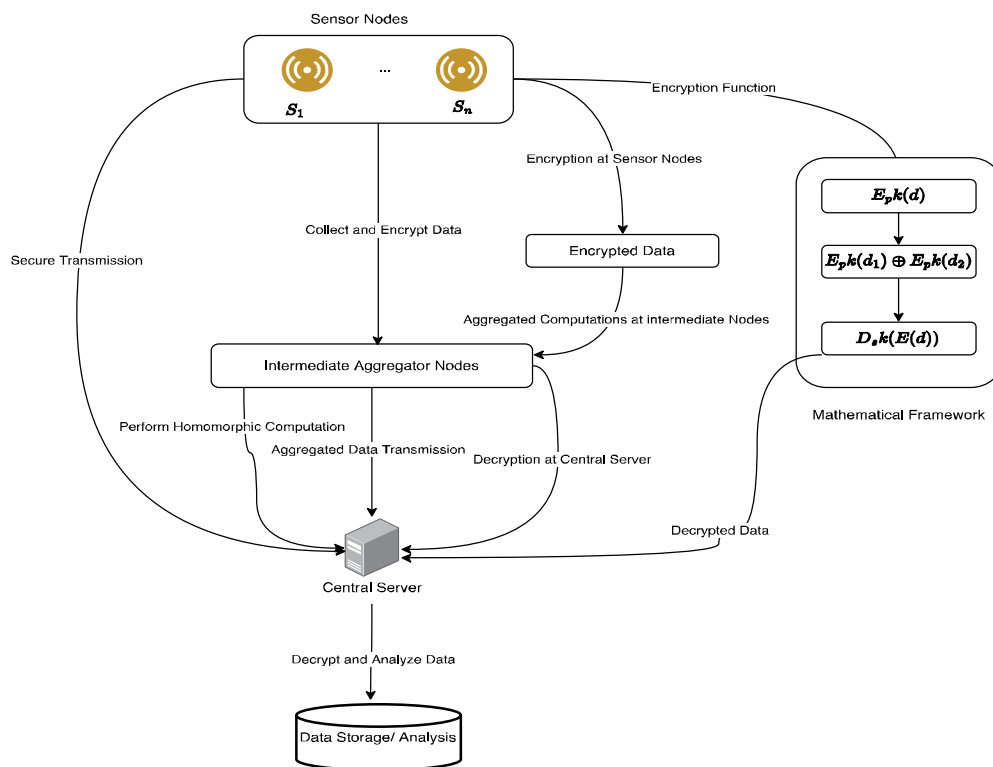 Sensor Nodes
...
S₁
Sₙ
Encryption Function
Encryption at Sensor Nodes
Eₚk(d)
Collect and Encrypt Data
Secure Transmission
Encrypted Data
Eₚk(d₁) ⊕ Eₚk(d₂)
Aggregated Computations at intermediate Nodes
Dₛk(E(d))
Intermediate Aggregator Nodes
Mathematical Framework
Perform Homomorphic Computation
Aggregated Data Transmission
Decryption at Central Server
Decrypted Data
Central Server
Decrypt and Analyze Data
Data Storage/ Analysis